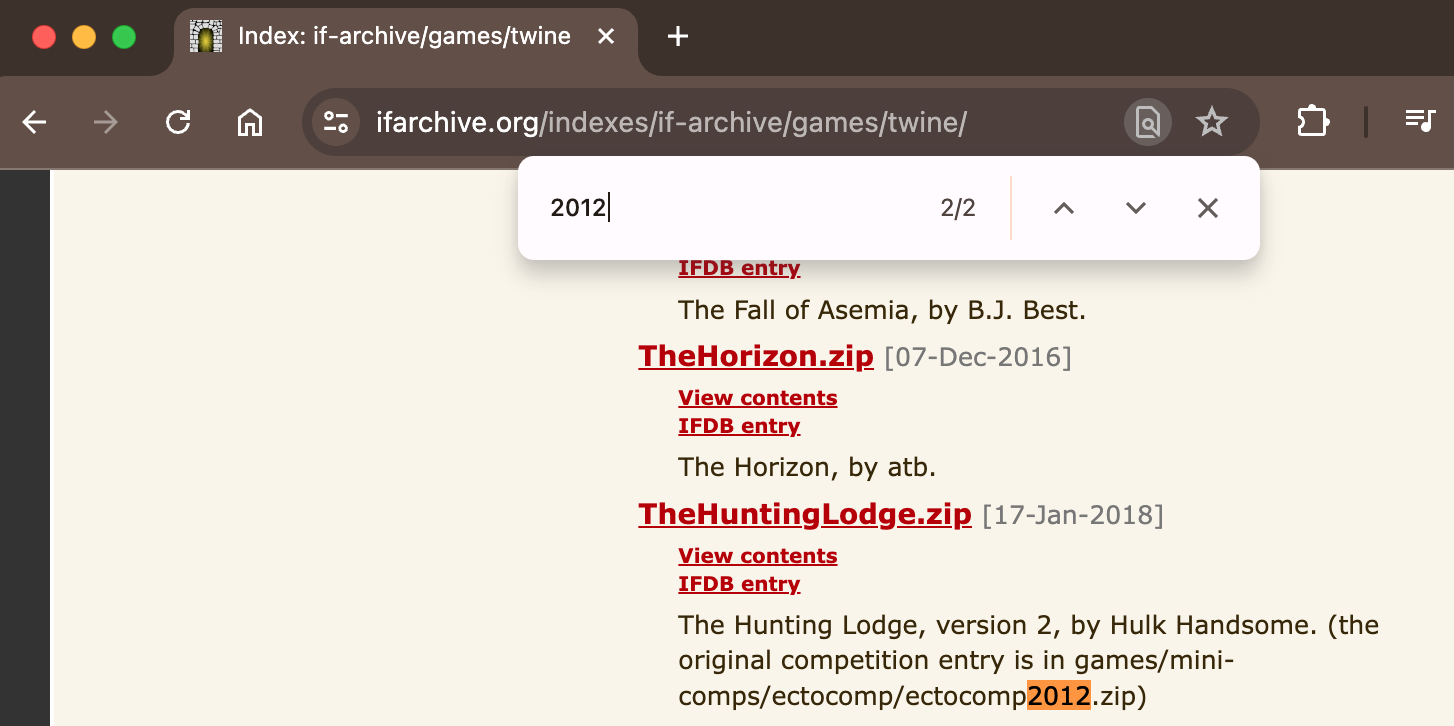 Index: if-archive/games/twine
ifarchive.org/indexes/if-archive/games/twine/
2012 2/2
IFDB entry
The Fall of Asemia, by B.J. Best.
TheHorizon.zip [07-Dec-2016]
View contents
IFDB entry
The Horizon, by atb.
TheHuntingLodge.zip [17-Jan-2018]
View contents
IFDB entry
The Hunting Lodge, version 2, by Hulk Handsome. (the
original competition entry is in games/mini-
comps/ectocomp/ectocomp2012.zip)